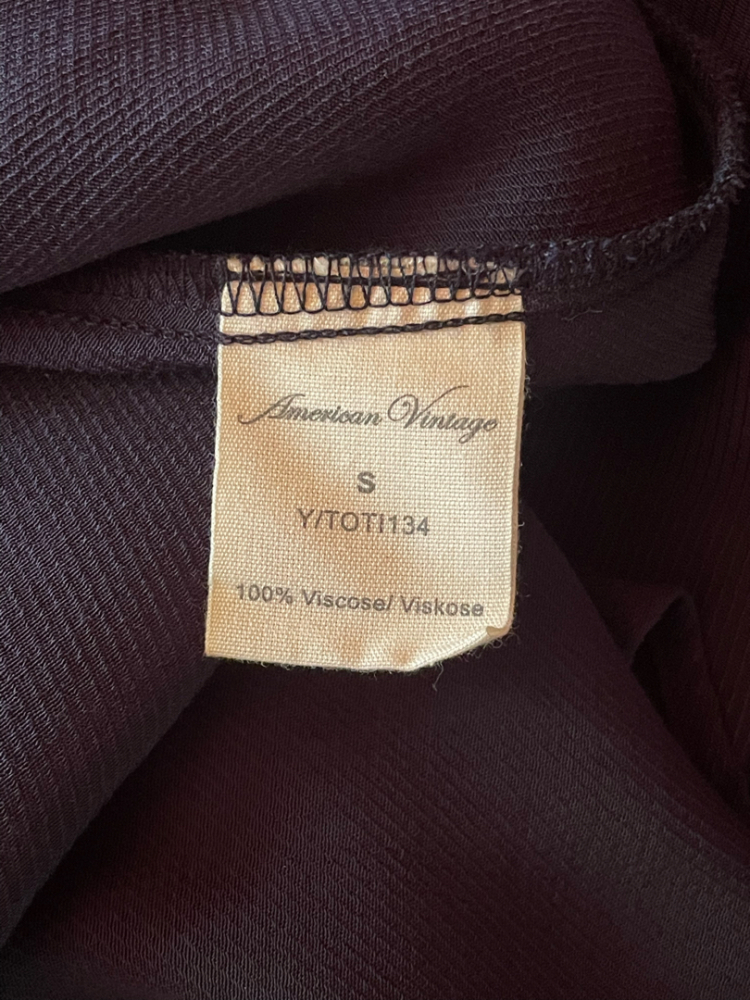 American Vintage
S
Y/TOTI134
100% Viscose/ Viskose